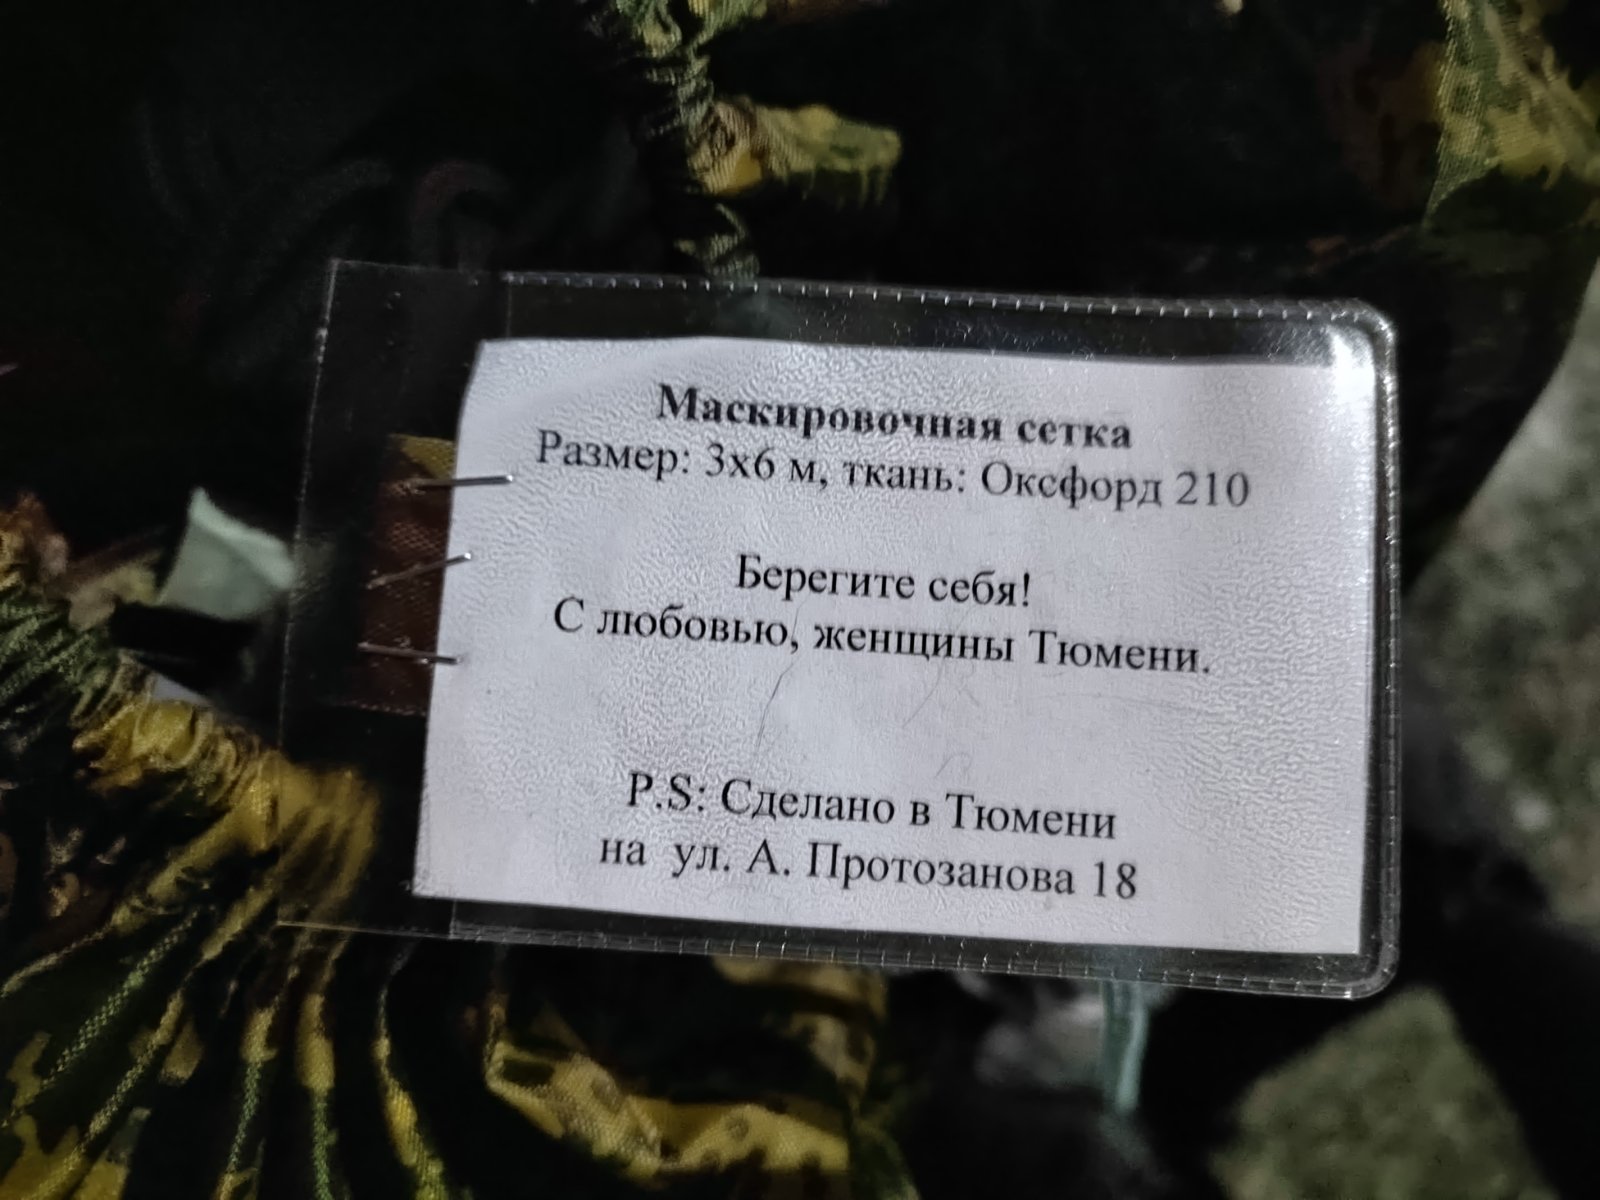 Маскировочная сетка
Размер: 3х6 м, ткань: Оксфорд 210
Берегите себя!
С любовью, женщины Тюмени.
P.S: Сделано в Тюмени
на ул. А. Протозанова 18